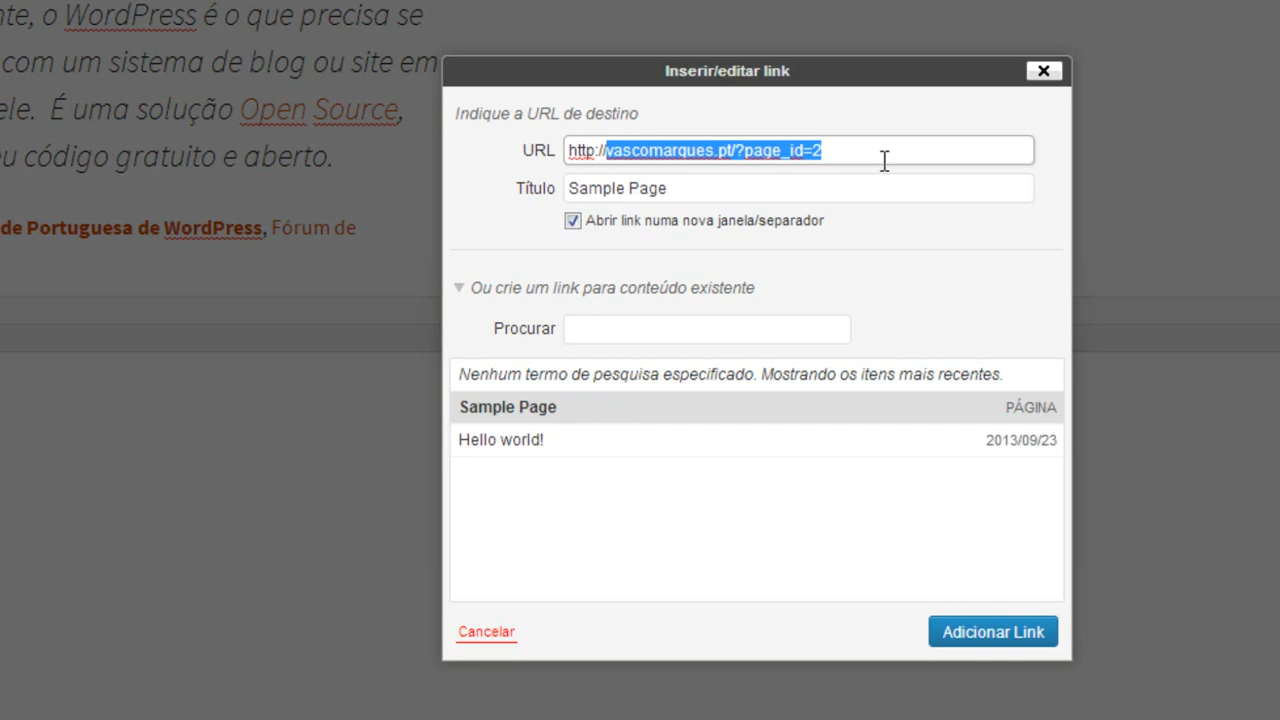 te, o WordPress é o que precisa se
com um sistema de blog ou site em
ele. É uma solução Open Source,
u código gratuito e aberto.
de Portuguesa de WordPress, Fórum de
Inserir/editar link
Indique a URL de destino
URL http://vascomarques.pt/?page_id=2
Título Sample Page
Abrir link numa nova janela/separador
Ou crie um link para conteúdo existente
Procurar
Nenhum termo de pesquisa especificado. Mostrando os itens mais recentes.
Sample Page PÁGINA
Hello world! 2013/09/23
Cancelar Adicionar Link